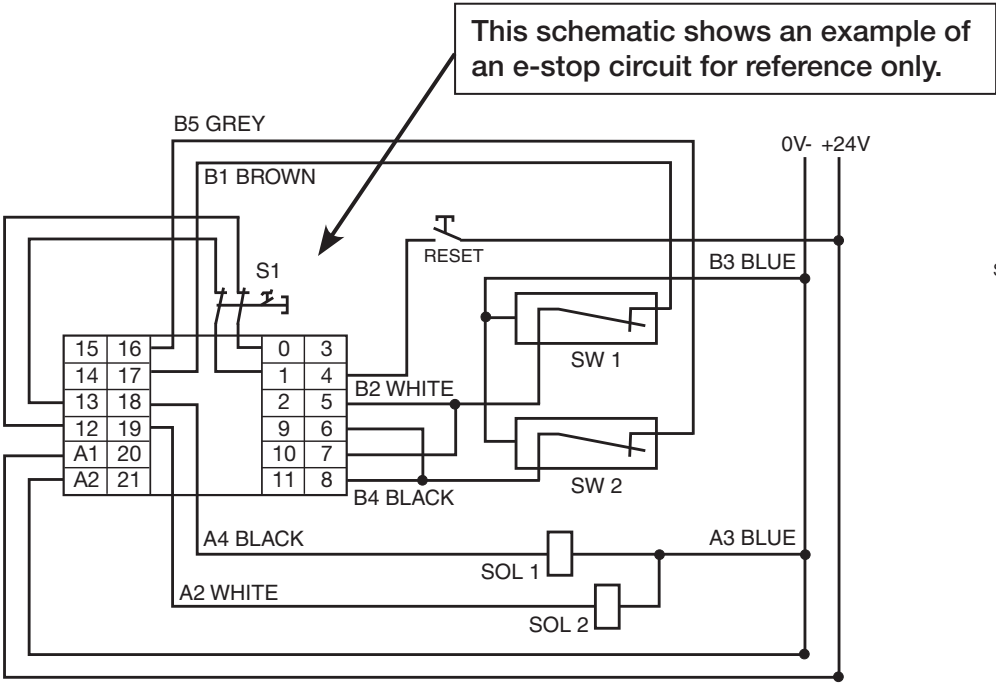 This schematic shows an example of
an e-stop circuit for reference only.
B5 GREY
0V- +24V
B1 BROWN
RESET
B3 BLUE
S1
SW 1
15 16 0 3
14 17 1 4
B2 WHITE
13 18 2 5
12 19 9 6
A1 20 10 7
A2 21 11 8
SW 2
B4 BLACK
A4 BLACK
A3 BLUE
SOL 1
A2 WHITE
SOL 2
s